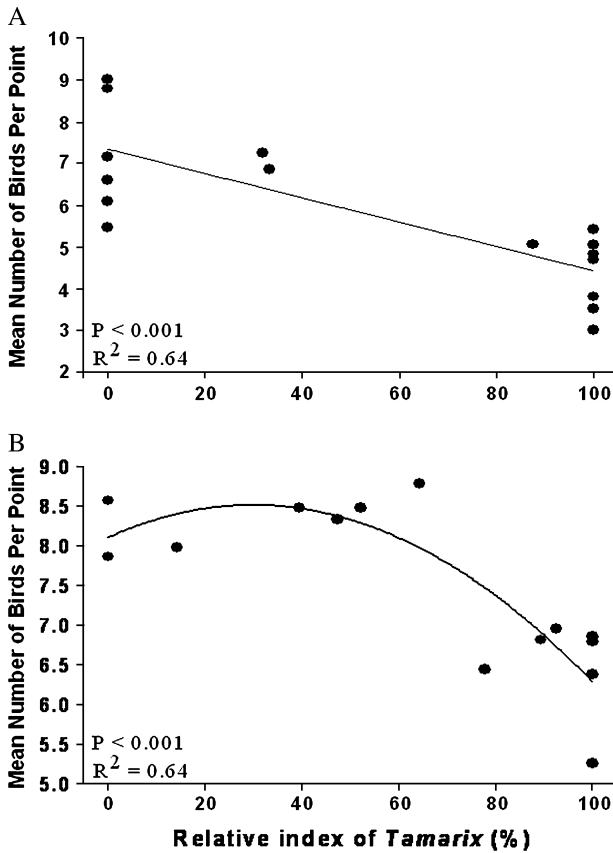 A
Mean Number of Birds Per Point
10
9
8
7
6
5
4
3
2
P < 0.001
R² = 0.64
0 20 40 60 80 100
B
Mean Number of Birds Per Point
9.0
8.5
8.0
7.5
7.0
6.5
6.0
5.5
5.0
P < 0.001
R² = 0.64
0 20 40 60 80 100
Relative index of Tamarix (%)